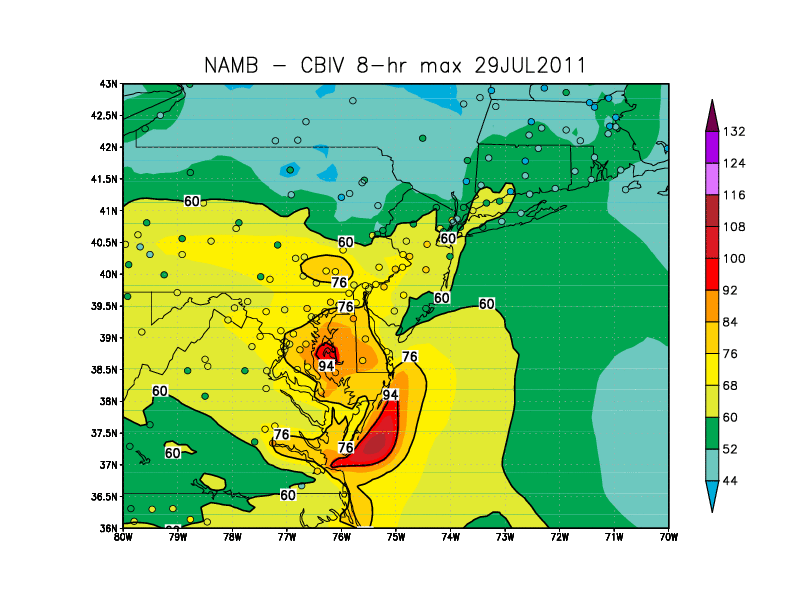 NAMB – CBIV 8-hr max 29JUL2011
43N
42.5N
42N
41.5N
41N
40.5N
40N
39.5N
39N
38.5N
38N
37.5N
37N
36.5N
36N
80W 79W 78W 77W 76W 75W 74W 73W 72W 71W 70W
60
60
60
76
76
60
60
94
76
60
94
76
76
60
60
132
124
116
108
100
92
84
76
68
60
52
44